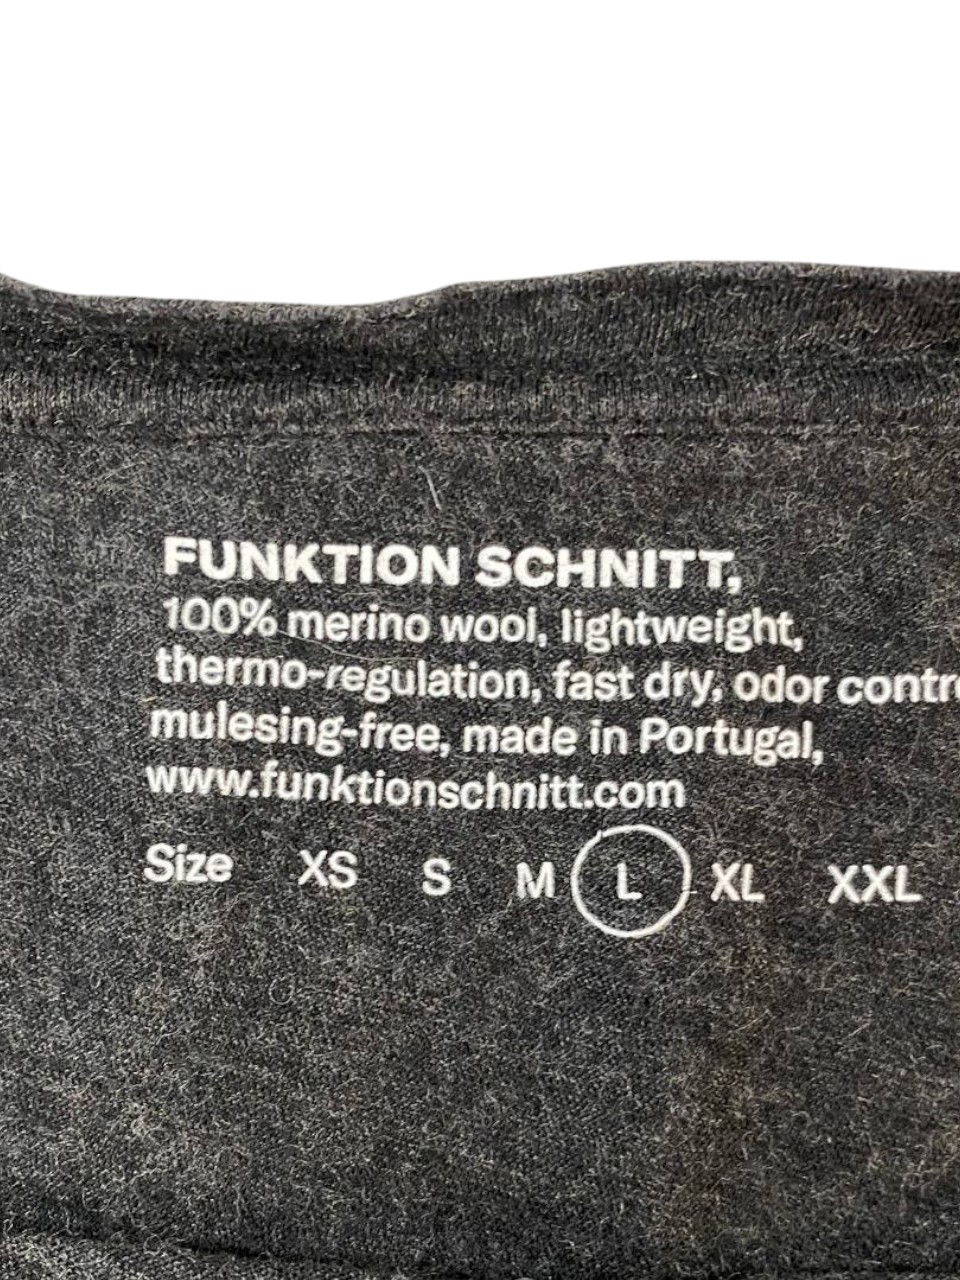 FUNKTION SCHNITT,
100% merino wool, lightweight,
thermo-regulation, fast dry, odor contr
mulesing-free, made in Portugal,
www.funktionschnitt.com
Size XS S M L XL XXL